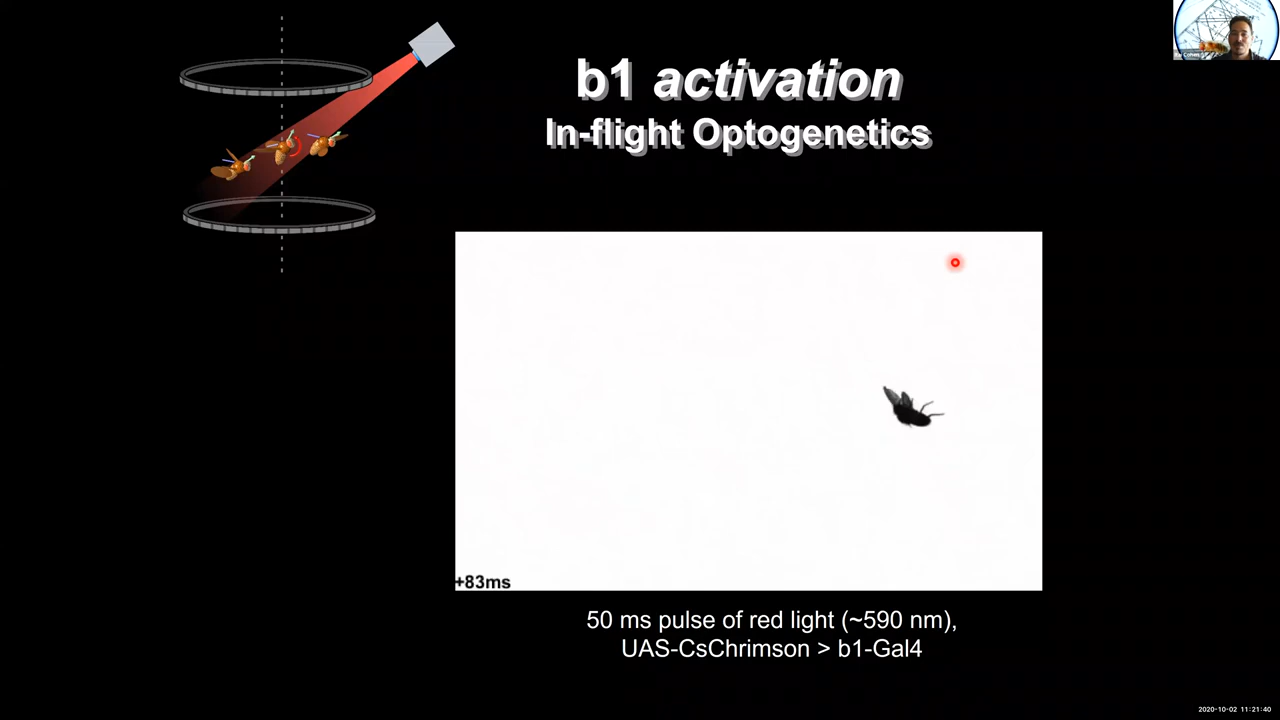 b1 activation
In-flight Optogenetics
+83ms
50 ms pulse of red light (~590 nm),
UAS-CsChrimson > b1-Gal4
Cohen
2020-10-02 11:21:40